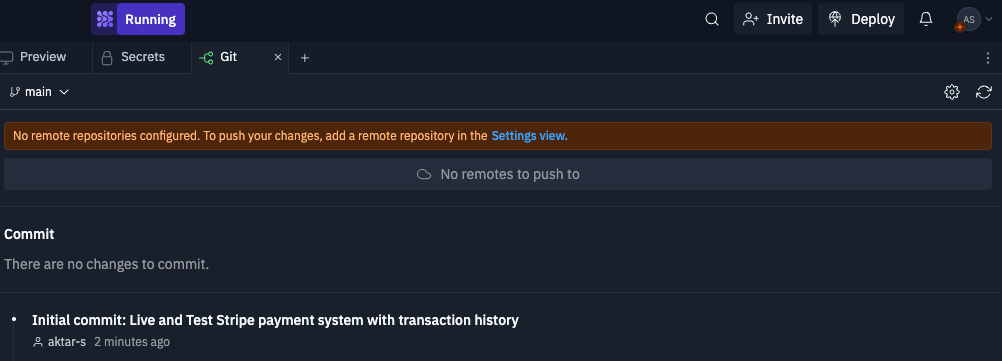 Running
Invite
Deploy
AS
Preview
Secrets
Git
main
No remote repositories configured. To push your changes, add a remote repository in the Settings view.
No remotes to push to
Commit
There are no changes to commit.
Initial commit: Live and Test Stripe payment system with transaction history
aktar-s 2 minutes ago